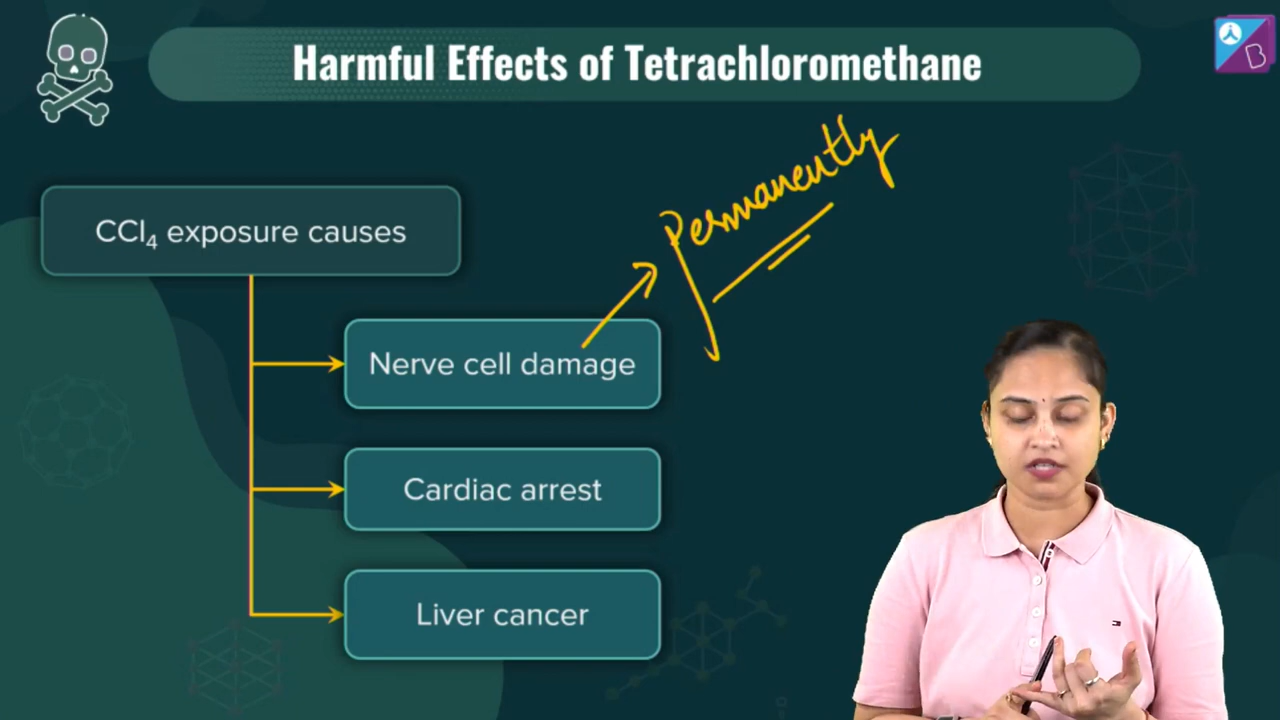 Harmful Effects of Tetrachloromethane
Permanently
CCl₄ exposure causes
Nerve cell damage
Cardiac arrest
Liver cancer
B